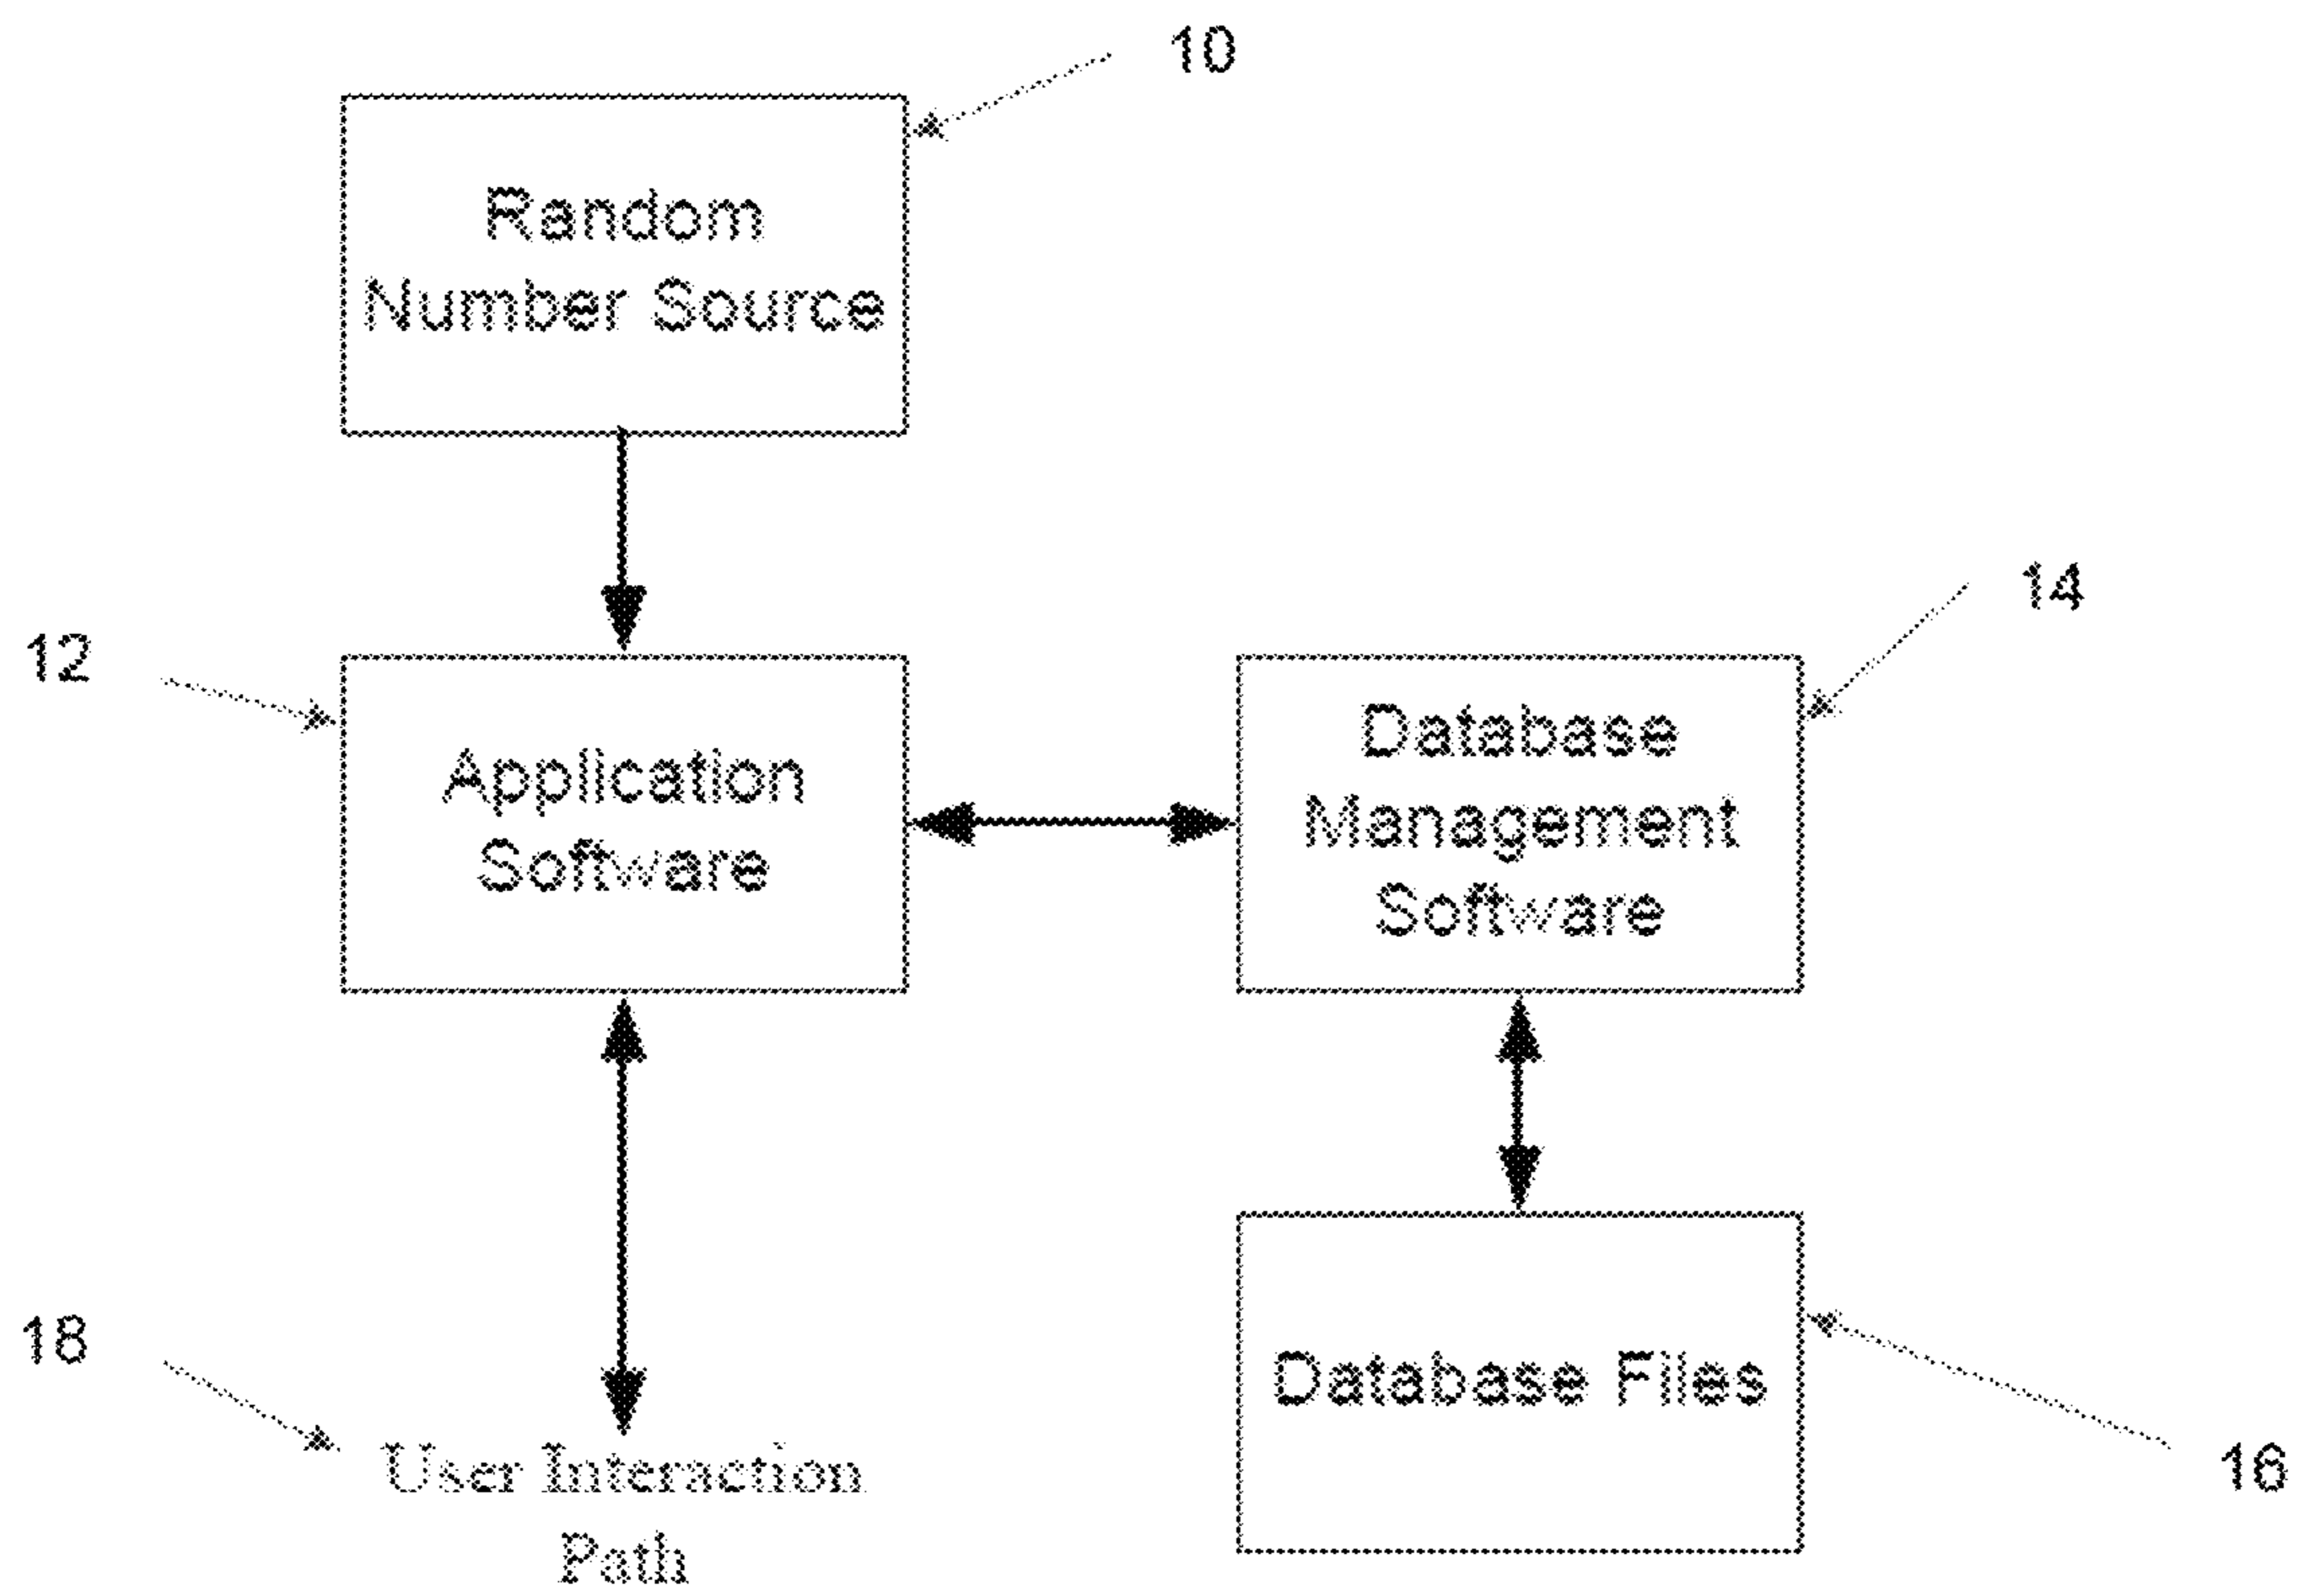 10
Random
Number Source
14
12
Application
Software
Database
Management
Software
18
Database Files
User Interaction
Path
16